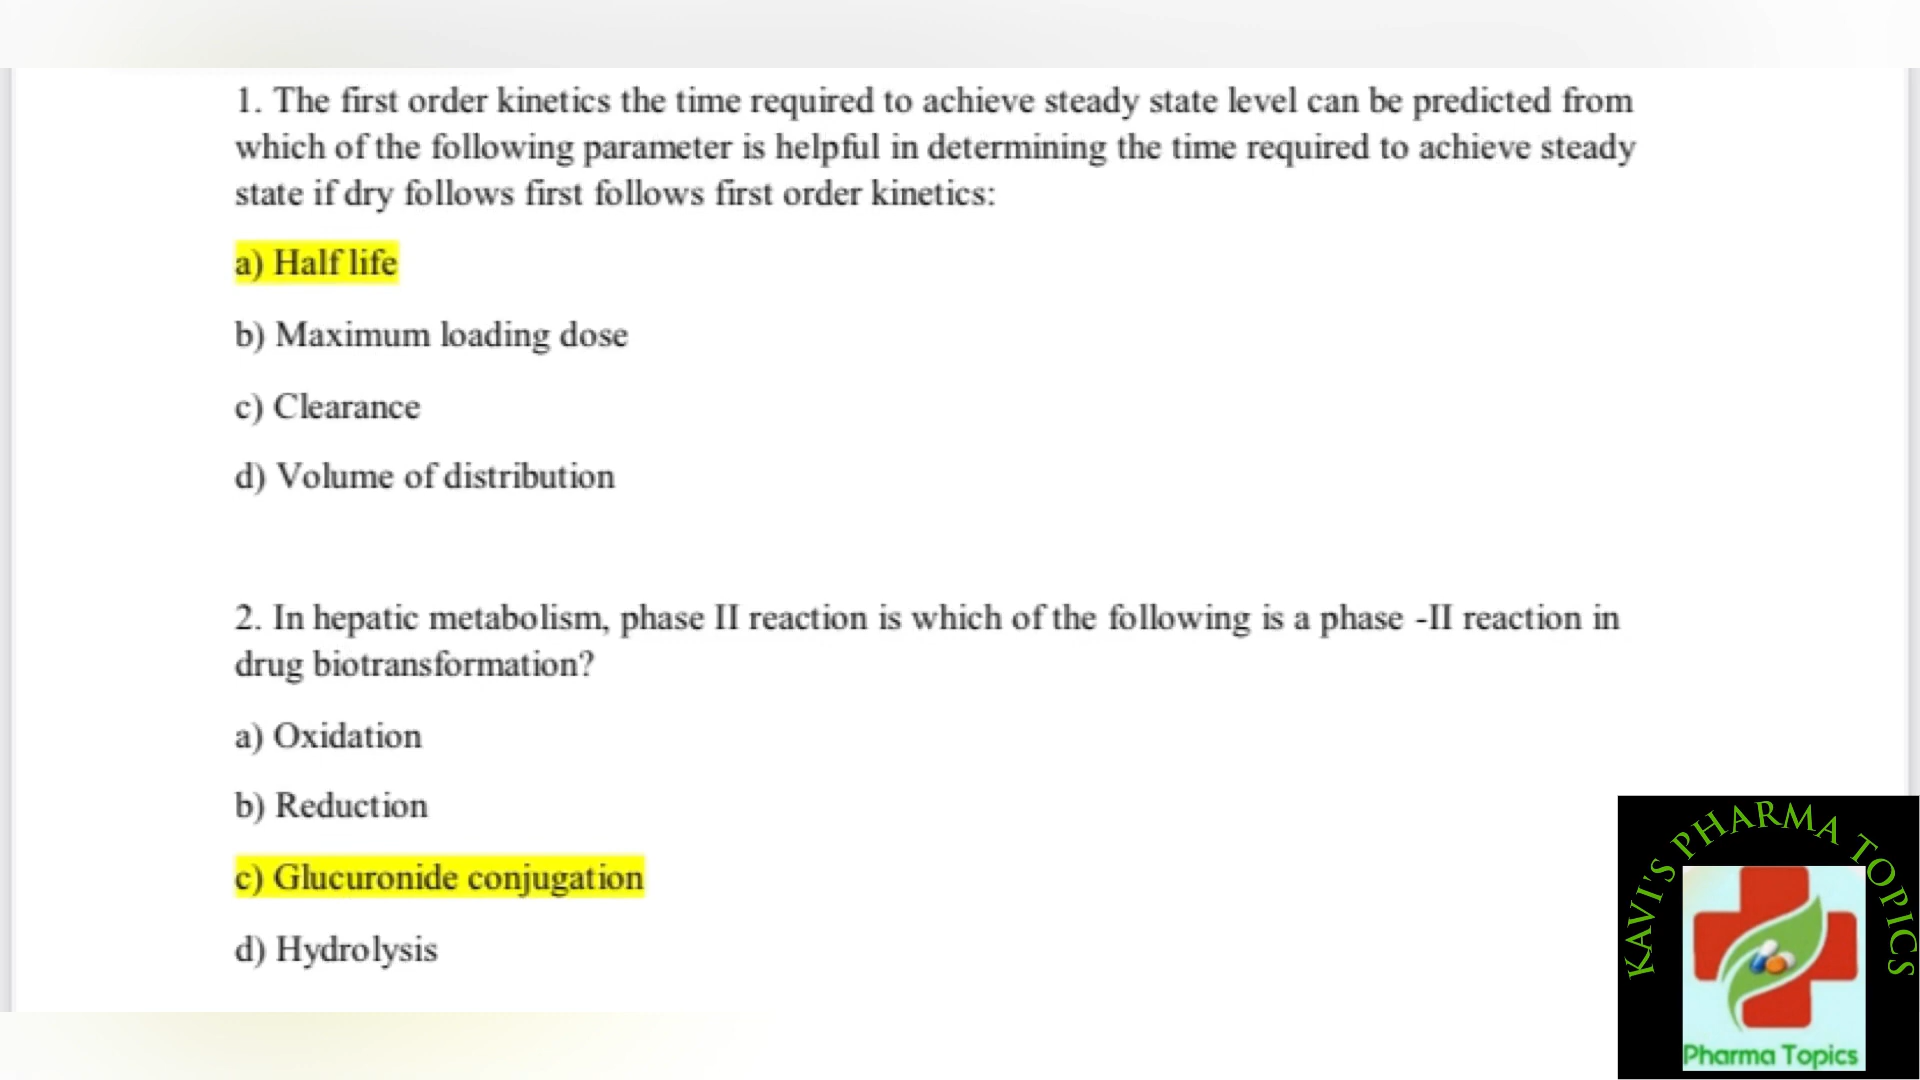 1. The first order kinetics the time required to achieve steady state level can be predicted from
which of the following parameter is helpful in determining the time required to achieve steady
state if dry follows first follows first order kinetics:
a) Half life
b) Maximum loading dose
c) Clearance
d) Volume of distribution
2. In hepatic metabolism, phase II reaction is which of the following is a phase -II reaction in
drug biotransformation?
a) Oxidation
b) Reduction
c) Glucuronide conjugation
d) Hydrolysis
KAVI'S PHARMA TOPICS
Pharma Topics